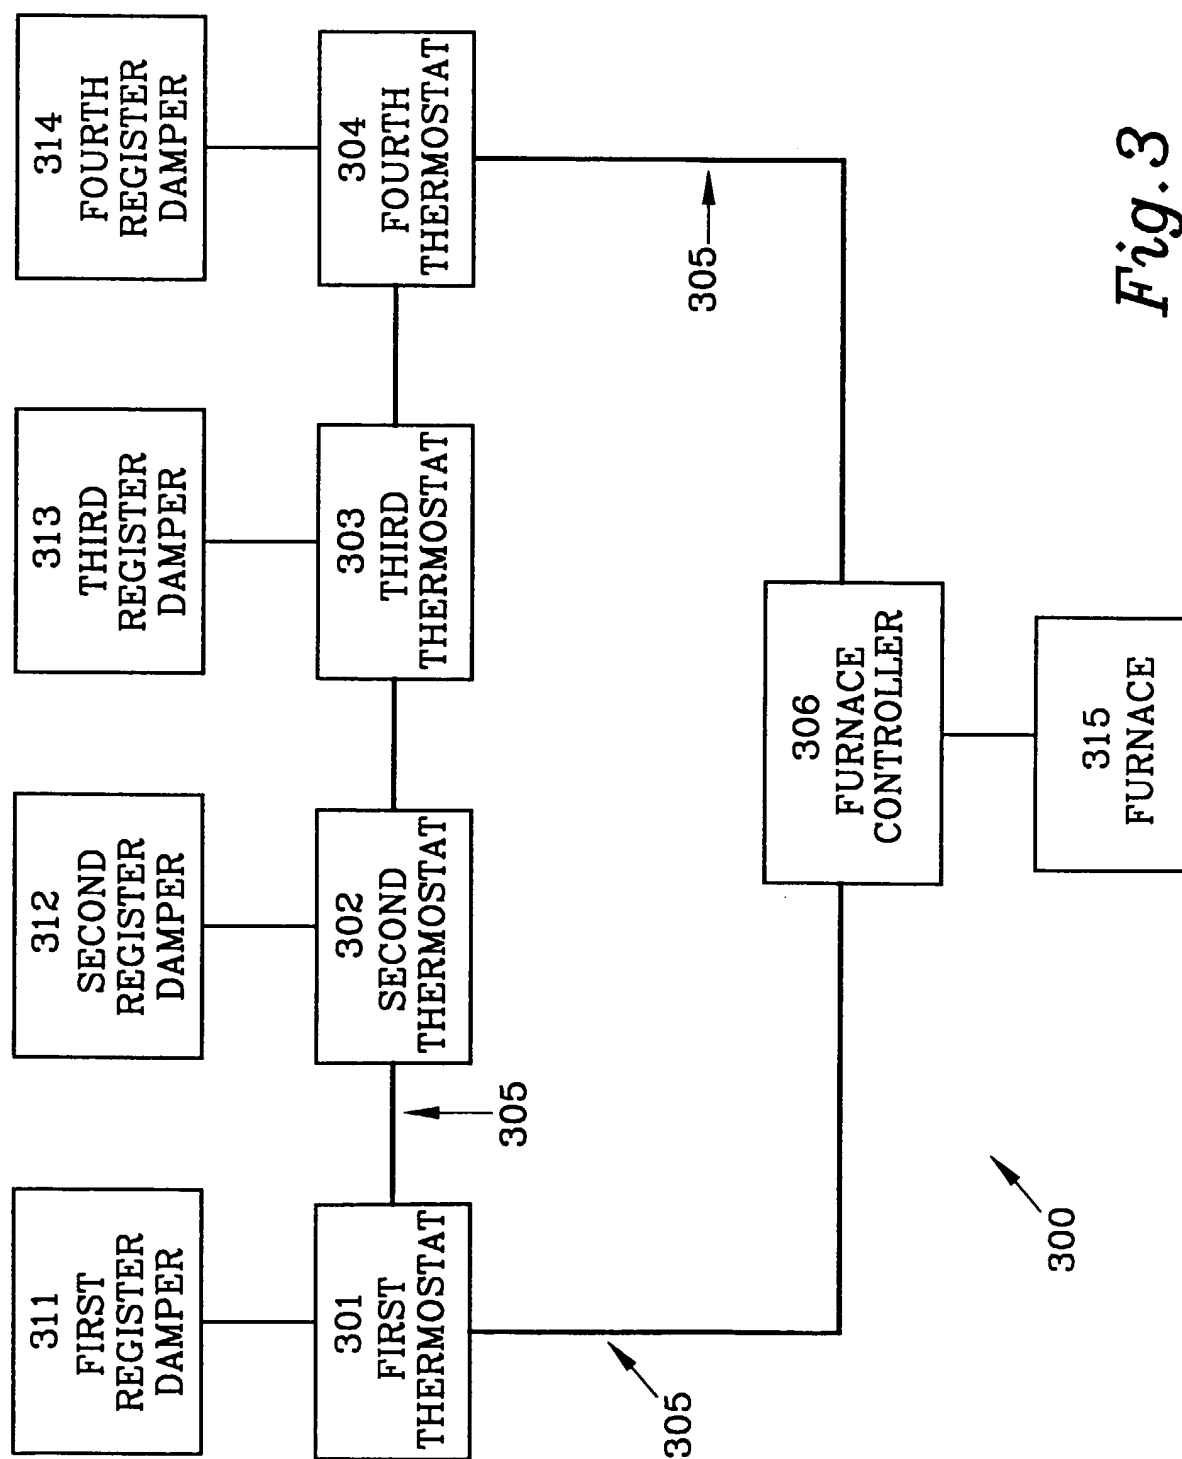 311
FIRST
REGISTER
DAMPER
312
SECOND
REGISTER
DAMPER
313
THIRD
REGISTER
DAMPER
314
FOURTH
REGISTER
DAMPER
301
FIRST
THERMOSTAT
302
SECOND
THERMOSTAT
303
THIRD
THERMOSTAT
304
FOURTH
THERMOSTAT
305
305
305
306
FURNACE
CONTROLLER
300
315
FURNACE
Fig. 3